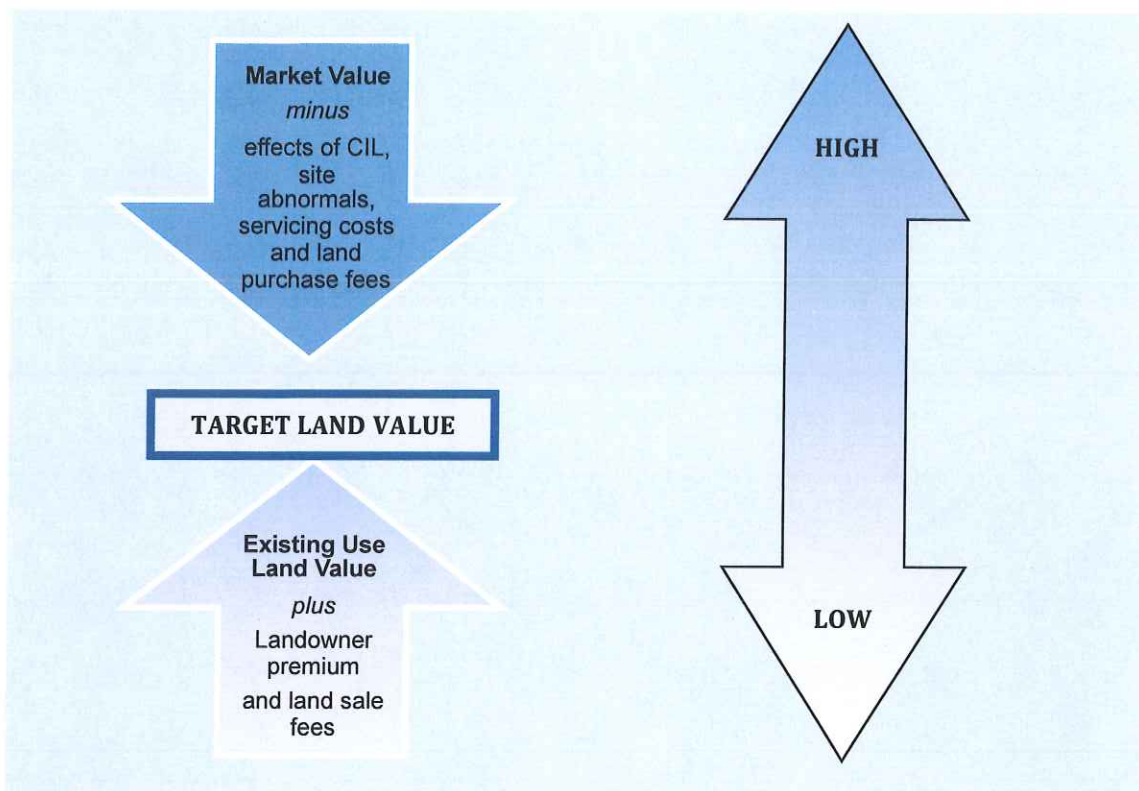 Market Value
minus
effects of CIL,
site
abnormals,
servicing costs
and land
purchase fees
HIGH
TARGET LAND VALUE
Existing Use
Land Value
plus
Landowner
premium
and land sale
fees
LOW